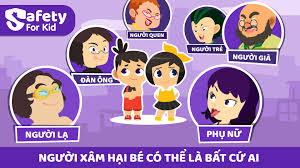 Safety
For Kid
NGƯỜI QUEN
NGƯỜI TRẺ
NGƯỜI GIÀ
ĐÀN ÔNG
NGƯỜI LẠ
PHỤ NỮ
NGƯỜI XÂM HẠI BÉ CÓ THỂ LÀ BẤT CỨ AI